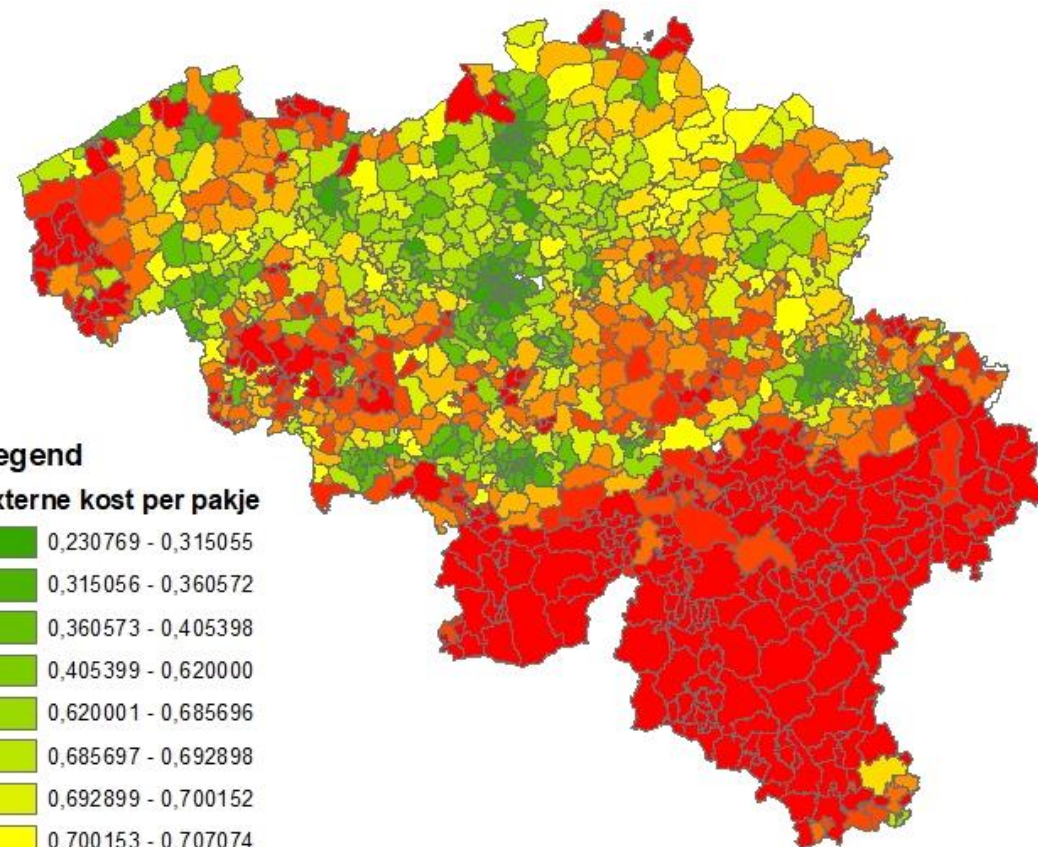 egend
xterne kost per pakje
0,230769 - 0,315055
0,315056 - 0,360572
0,360573 - 0,405398
0,405399 - 0,620000
0,620001 - 0,685696
0,685697 - 0,692898
0,692899 - 0,700152
0,700153 - 0,707074